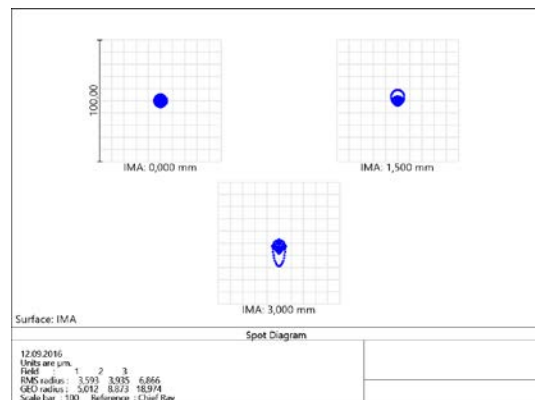 100,00
IMA: 0,000 mm
IMA: 1,500 mm
IMA: 3,000 mm
Surface: IMA
Spot Diagram
12.09.2016
Units are µm.
Field : 1 2 3
RMS radius : 3,593 3,935 6,866
GEO radius : 5,012 8,873 18,974
Scale bar : 100 Reference : Chief Ray